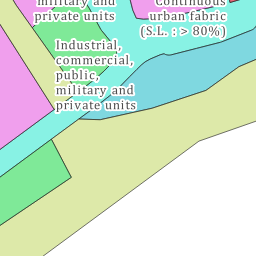 military and
private units
Continuous
urban fabric
(S.L. : > 80%)
Industrial,
commercial,
public,
military and
private units